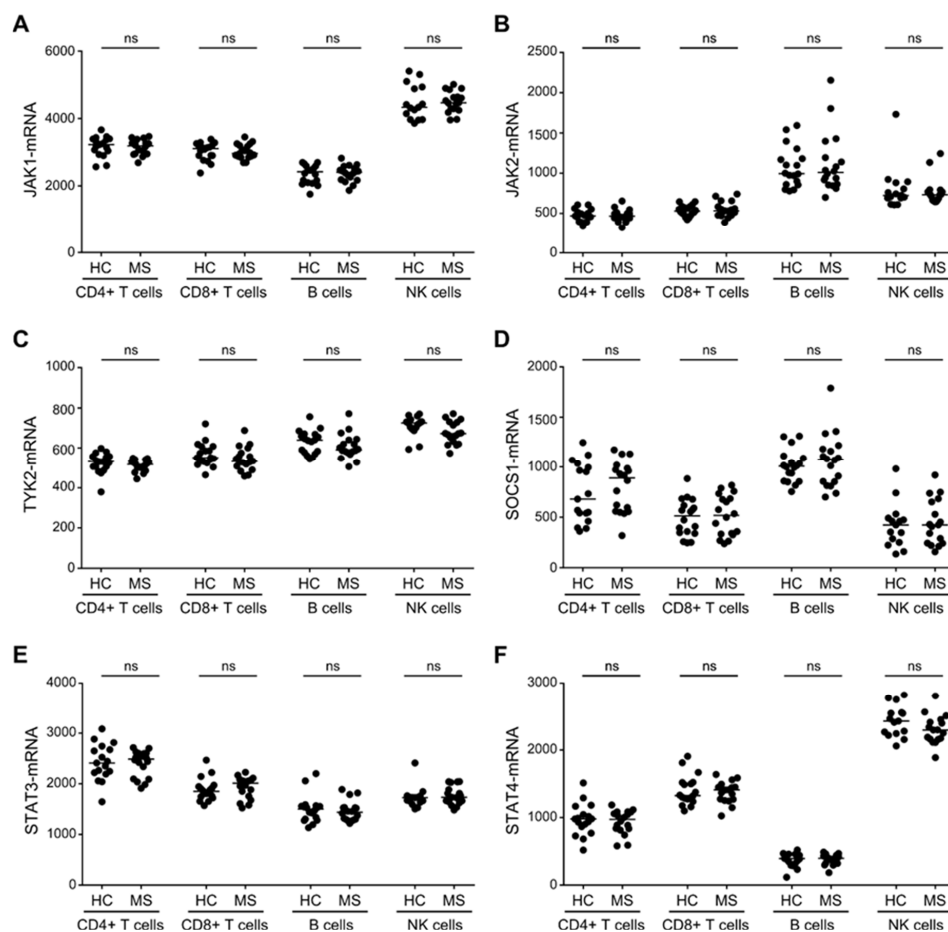 A
ns ns ns ns
JAK1-mRNA
6000
4000
2000
0
HC MS HC MS HC MS HC MS
CD4+ T cells CD8+ T cells B cells NK cells
B
ns ns ns ns
JAK2-mRNA
2500
2000
1500
1000
500
0
HC MS HC MS HC MS HC MS
CD4+ T cells CD8+ T cells B cells NK cells
C
ns ns ns ns
TYK2-mRNA
1000
800
600
400
200
0
HC MS HC MS HC MS HC MS
CD4+ T cells CD8+ T cells B cells NK cells
D
ns ns ns ns
SOCS1-mRNA
2000
1500
1000
500
0
HC MS HC MS HC MS HC MS
CD4+ T cells CD8+ T cells B cells NK cells
E
ns ns ns ns
STAT3-mRNA
4000
3000
2000
1000
0
HC MS HC MS HC MS HC MS
CD4+ T cells CD8+ T cells B cells NK cells
F
ns ns ns ns
STAT4-mRNA
3000
2000
1000
0
HC MS HC MS HC MS HC MS
CD4+ T cells CD8+ T cells B cells NK cells